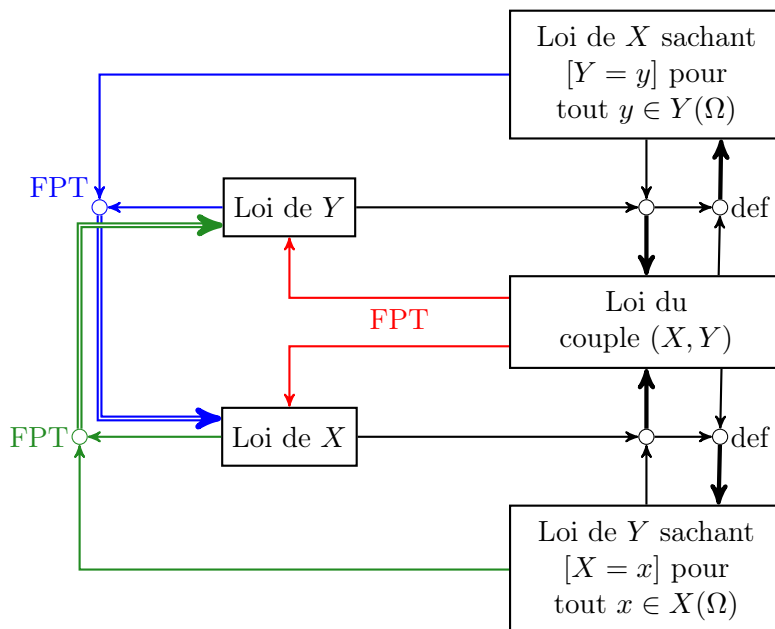 Loi de X sachant
[Y = y] pour
tout y ∈ Y(Ω)
FPT
Loi de Y
def
Loi du
couple (X, Y)
FPT
FPT
Loi de X
def
Loi de Y sachant
[X = x] pour
tout x ∈ X(Ω)